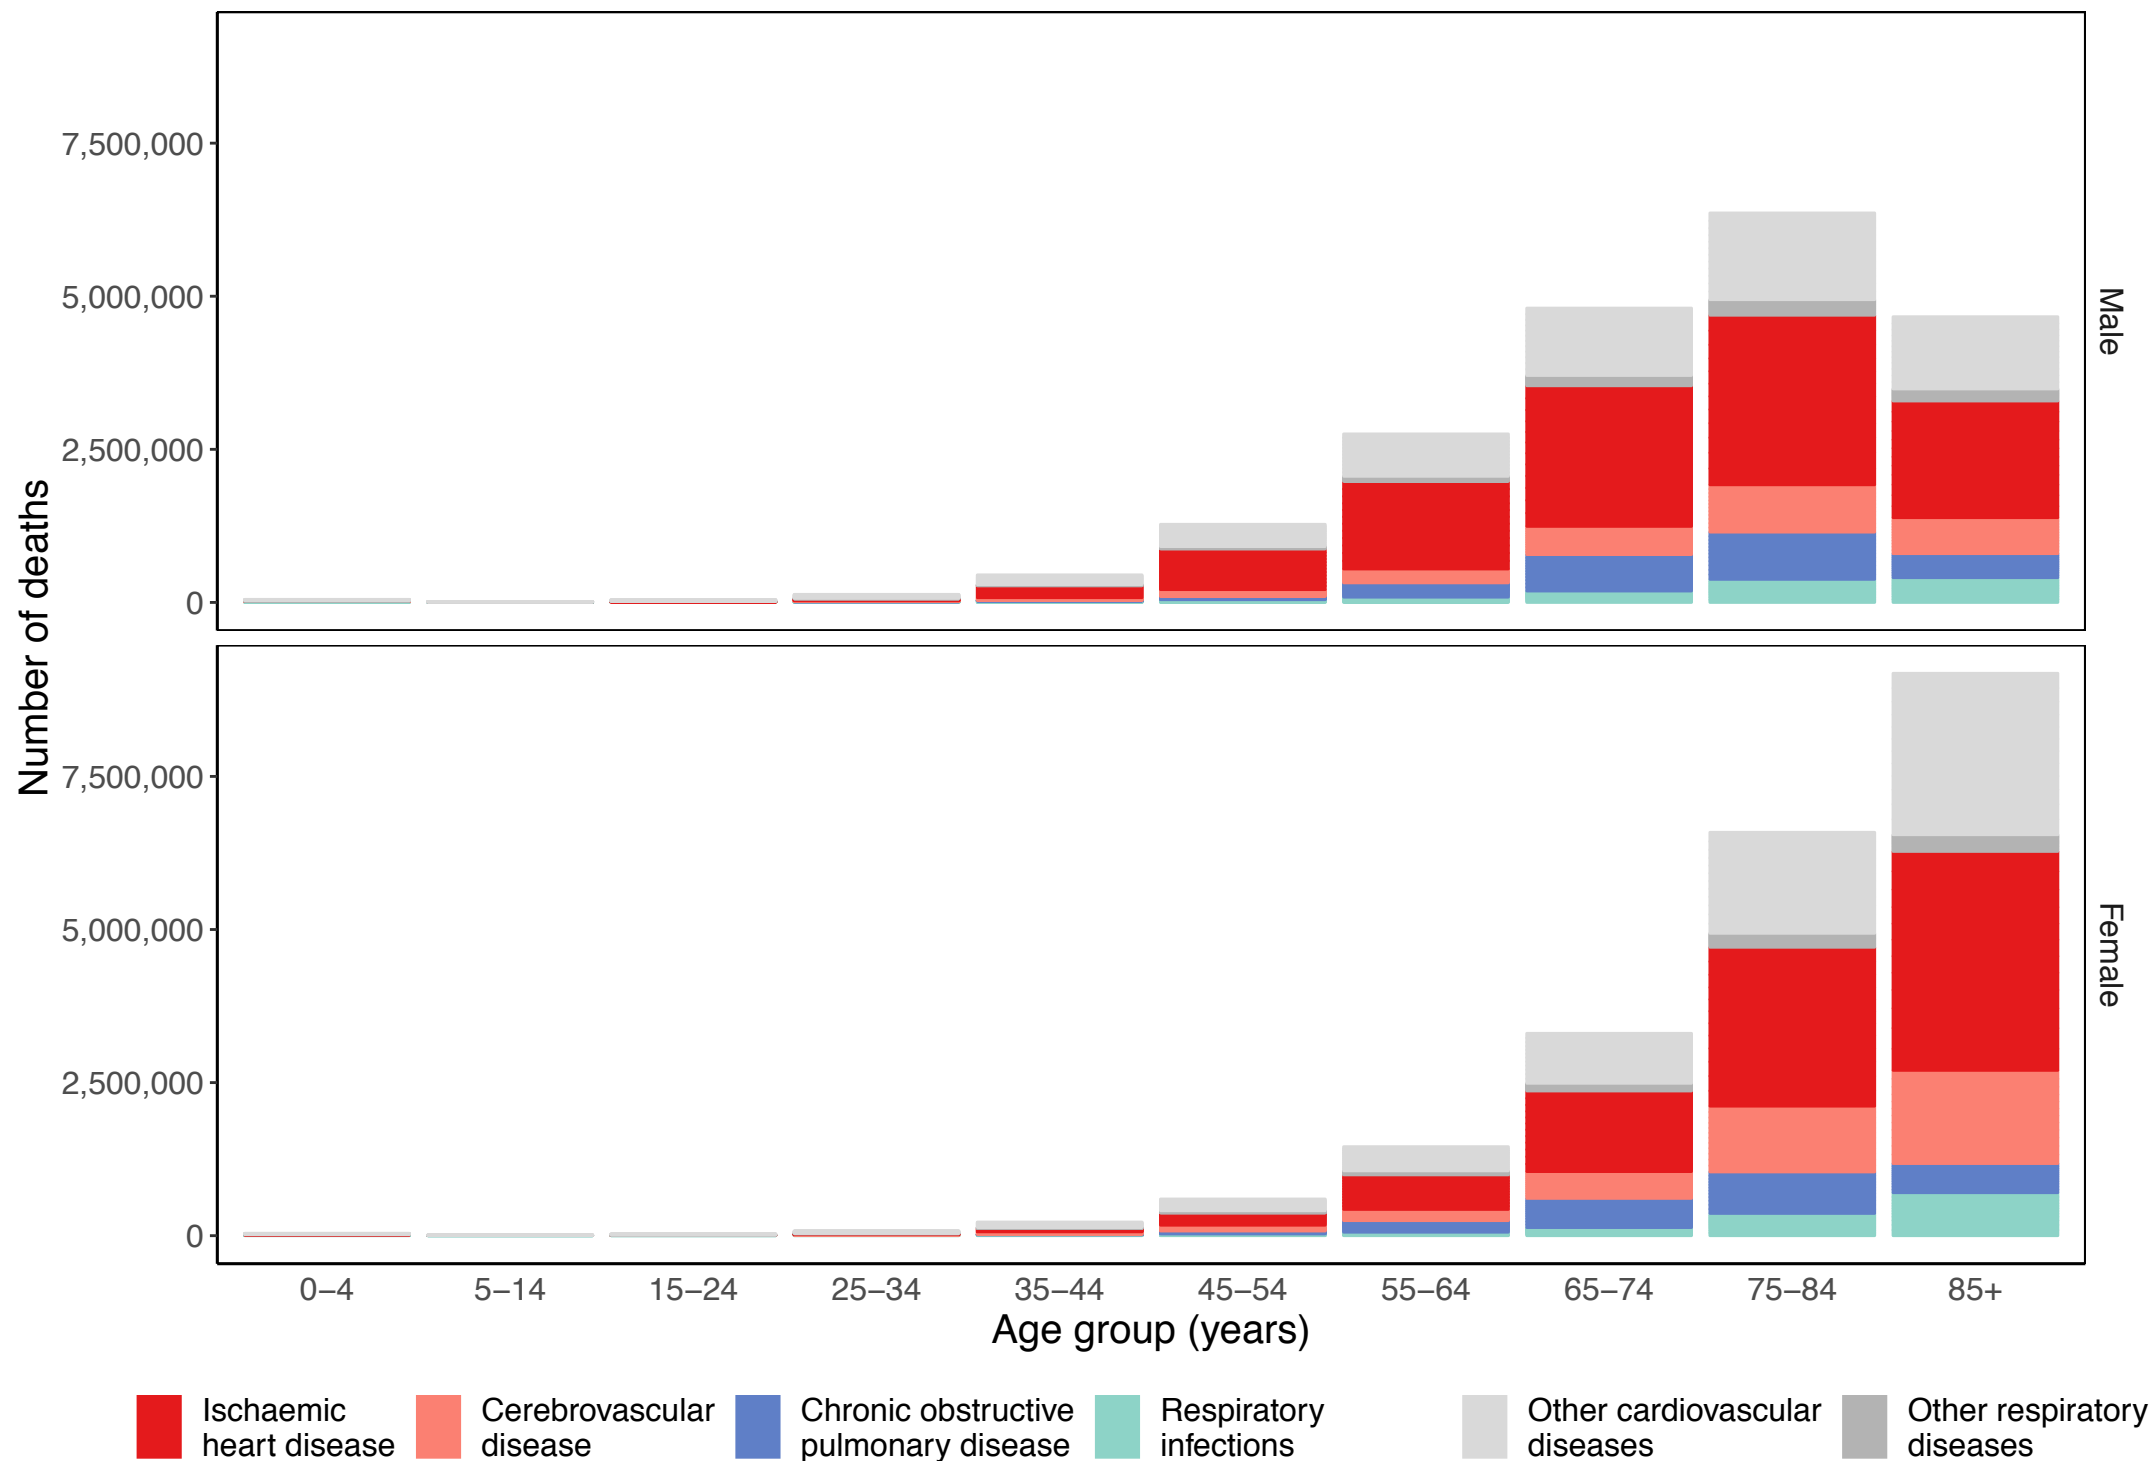 Number of deaths
7,500,000
5,000,000
2,500,000
0
Male
7,500,000
5,000,000
2,500,000
0
Female
0–4 5–14 15–24 25–34 35–44 45–54 55–64 65–74 75–84 85+
Age group (years)
Ischaemic
heart disease
Cerebrovascular
disease
Chronic obstructive
pulmonary disease
Respiratory
infections
Other cardiovascular
diseases
Other respiratory
diseases